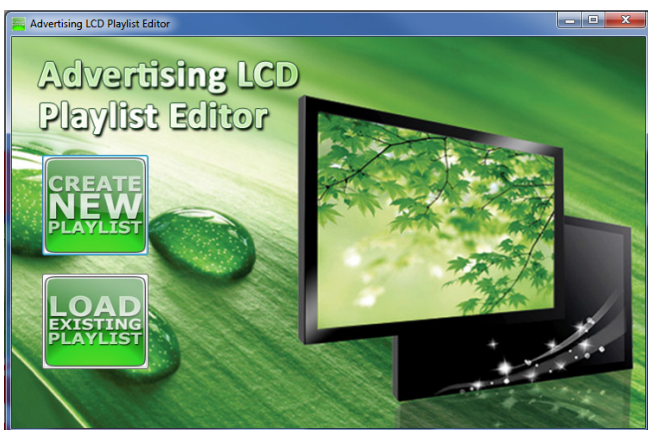 Advertising LCD Playlist Editor
Advertising LCD
Playlist Editor
CREATE
NEW
PLAYLIST
LOAD
EXISTING
PLAYLIST